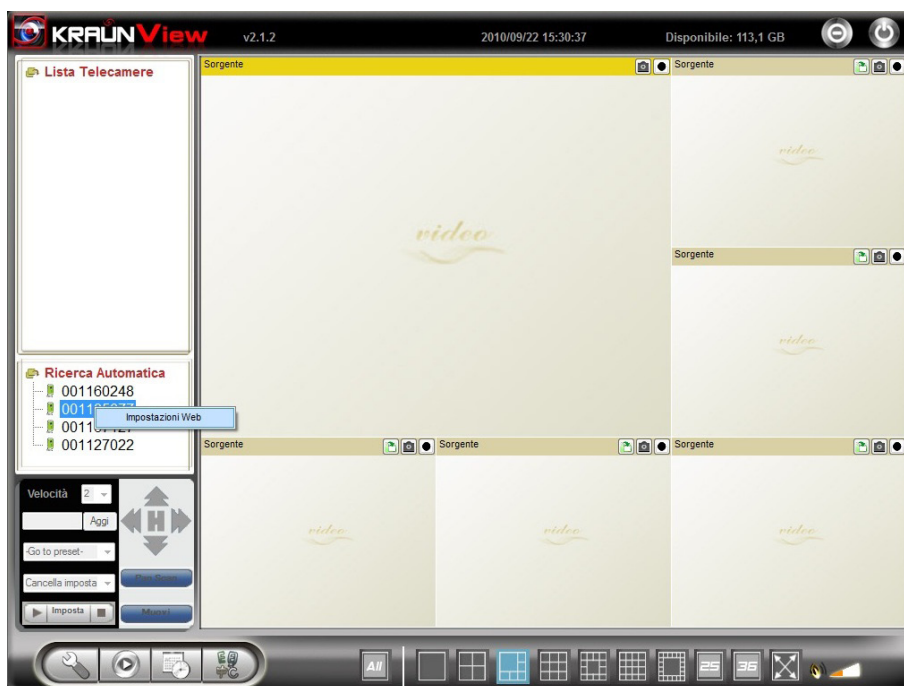 KRAÜN View v2.1.2 2010/09/22 15:30:37 Disponibile: 113,1 GB
Lista Telecamere
Sorgente
video
Sorgente
video
Sorgente
video
Ricerca Automatica
001160248
Impostazioni Web
001127022
Sorgente
video
Sorgente
video
Sorgente
video
Velocità 2
Aggi
H
-Go to preset-
Cancella imposta
Imposta
All 25 36